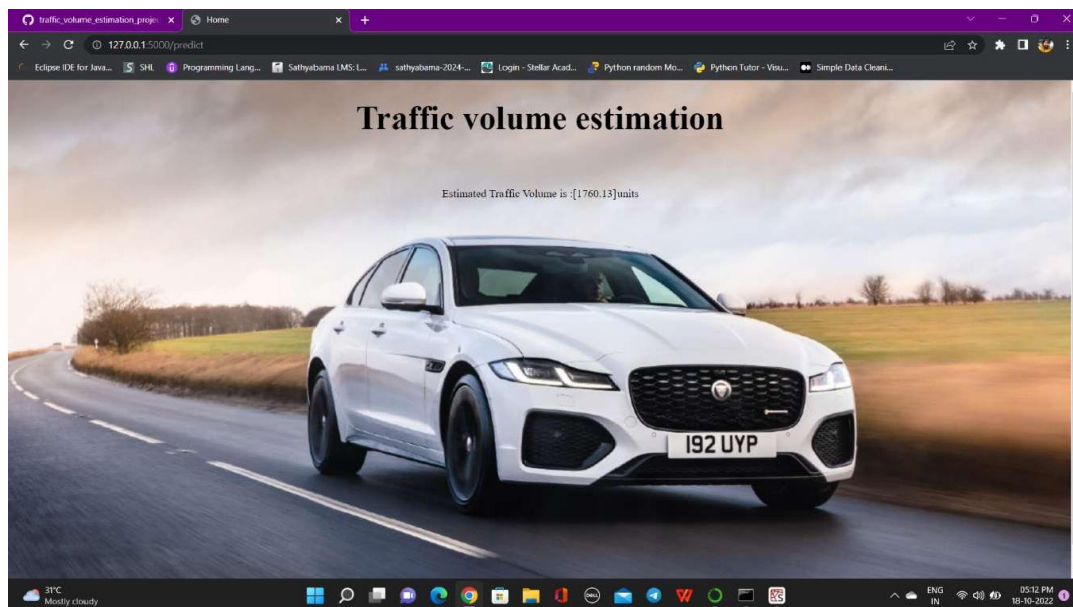 traffic_volume_estimation_projec
Home
127.0.0.1:5000/predict
Eclipse IDE for Java...
SHL
Programming Lang...
Sathyabama LMS: L...
sathyabama-2024-...
Login - Stellar Acad...
Python random Mo...
Python Tutor - Visu...
Simple Data Cleani...
Traffic volume estimation
Estimated Traffic Volume is :[1760.13]units
192 UYP
31°C
Mostly cloudy
ENG
IN
05:12 PM
18-10-2022